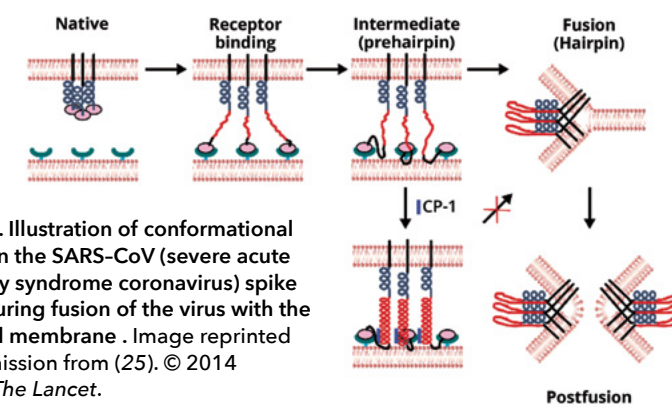 Native
Receptor
binding
Intermediate
(prehairpin)
Fusion
(Hairpin)
CP-1
. Illustration of conformational
n the SARS-CoV (severe acute
y syndrome coronavirus) spike
uring fusion of the virus with the
l membrane . Image reprinted
mission from (25). © 2014
The Lancet.
Postfusion